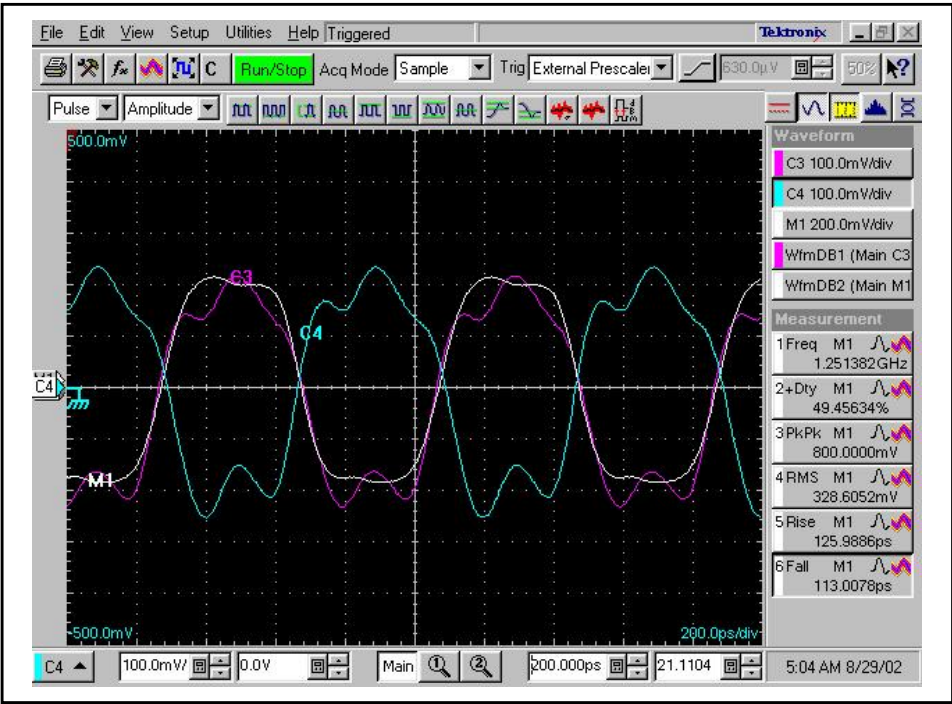 File Edit View Setup Utilities Help Triggered Tektronix
fx C Run/Stop Acq Mode Sample Trig External Prescaler 630.0µV 50%
Pulse Amplitude
500.0mV
C3
C4
C4
M1
-500.0mV 200.0ps/div
Waveform
C3 100.0mV/div
C4 100.0mV/div
M1 200.0mV/div
WfmDB1 (Main C3
WfmDB2 (Main M1
Measurement
1 Freq M1
1.251382GHz
2 +Dty M1
49.45634%
3 PkPk M1
800.0000mV
4 RMS M1
328.6052mV
5 Rise M1
125.9886ps
6 Fall M1
113.0078ps
C4 100.0mV/ 0.0V Main 1 2 200.000ps 21.1104 5:04 AM 8/29/02